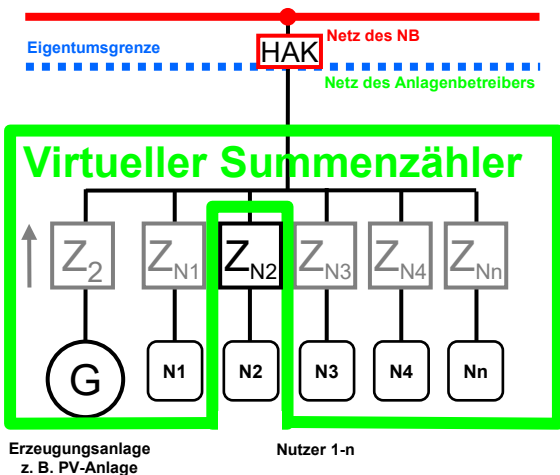 Netz des NB
Eigentumsgrenze
HAK
Netz des Anlagenbetreibers
Virtueller Summenzähler
Z2 ZN1 ZN2 ZN3 ZN4 ZNn
G N1 N2 N3 N4 Nn
Erzeugungsanlage
z. B. PV-Anlage
Nutzer 1-n